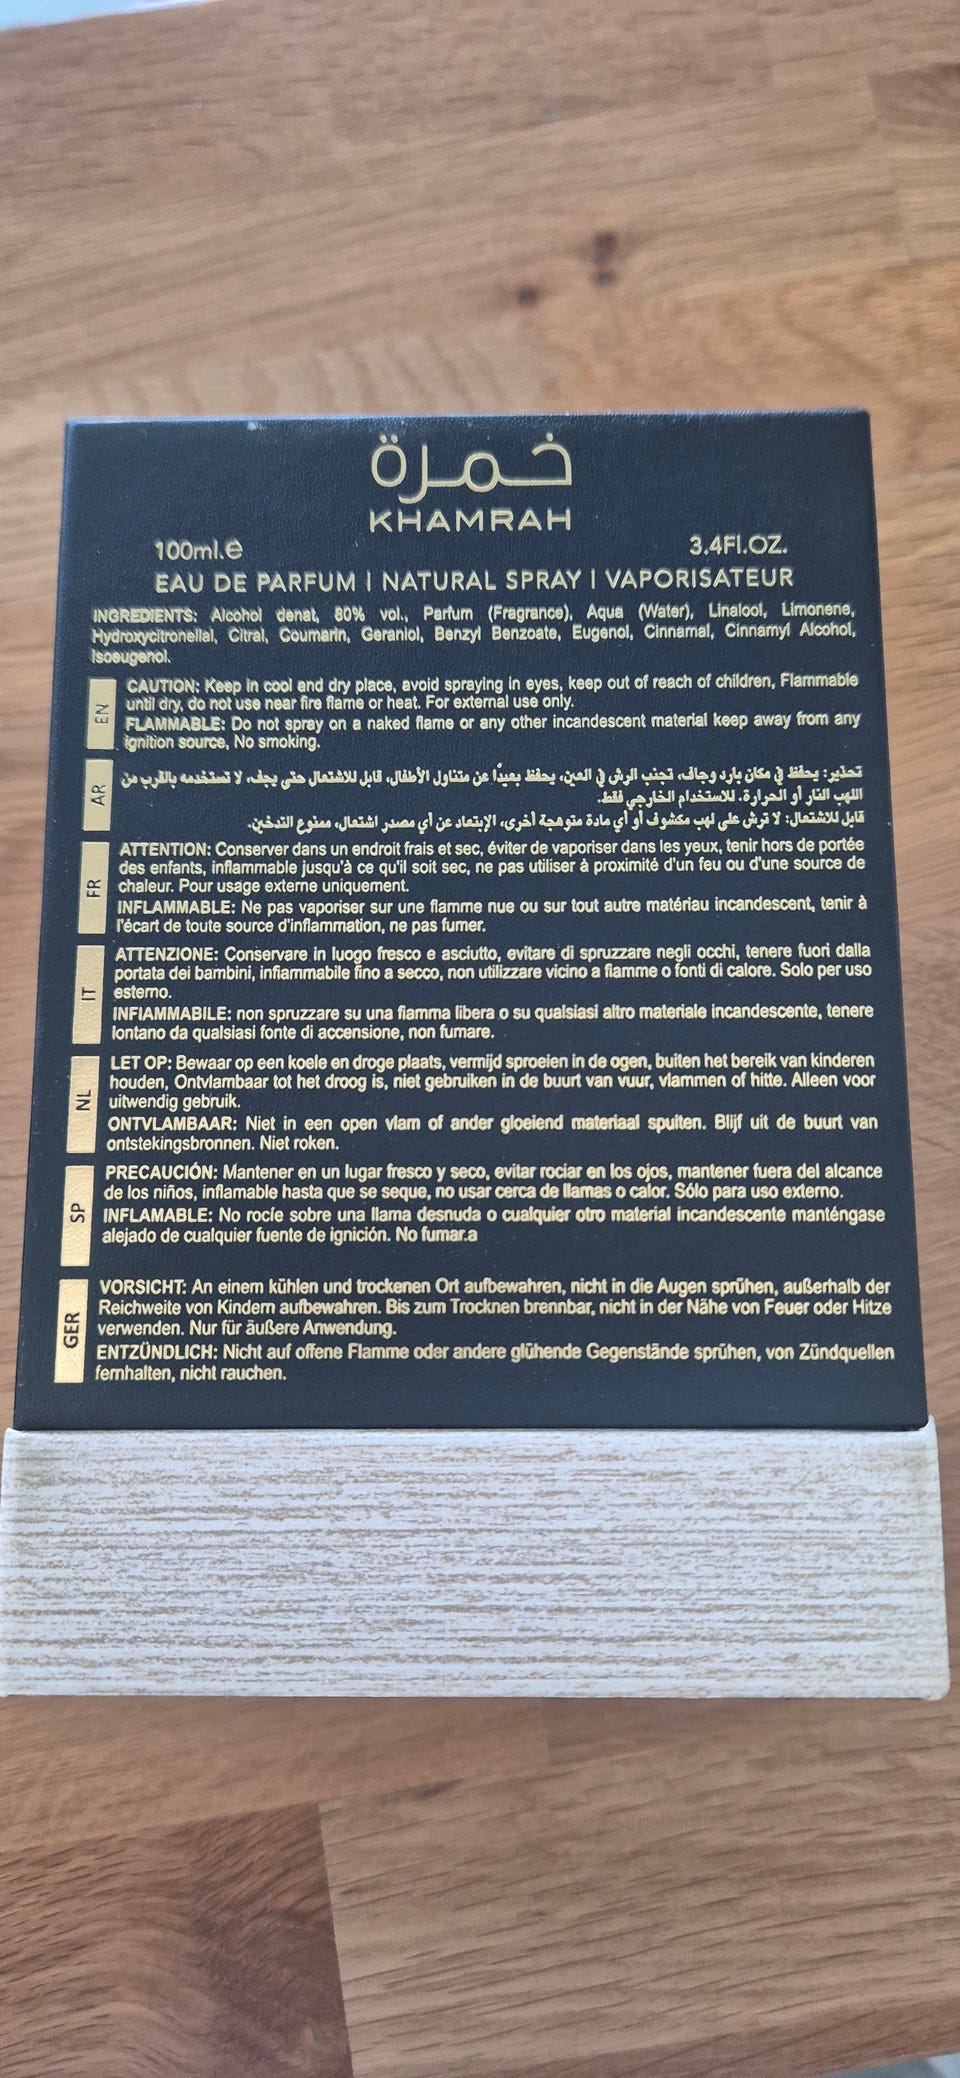 خمرة
KHAMRAH
100ml.e
3.4Fl.OZ.
EAU DE PARFUM | NATURAL SPRAY | VAPORISATEUR
INGREDIENTS: Alcohol denat, 80% vol., Parfum (Fragrance), Aqua (Water), Linalool, Limonene,
Hydroxycitronellal, Citral, Coumarin, Geraniol, Benzyl Benzoate, Eugenol, Cinnamal, Cinnamyl Alcohol,
Isoeugenol.
EN
CAUTION: Keep in cool and dry place, avoid spraying in eyes, keep out of reach of children, Flammable
until dry, do not use near fire flame or heat. For external use only.
FLAMMABLE: Do not spray on a naked flame or any other incandescent material keep away from any
ignition source, No smoking.
AR
تحذير: يحفظ في مكان بارد وجاف، تجنب الرش في العين، يحفظ بعيدًا عن متناول الأطفال، قابل للاشتعال حتى يجف، لا تستخدمه بالقرب من
اللهب النار أو الحرارة. للاستخدام الخارجي فقط.
قابل للاشتعال: لا ترش على لهب مكشوف أو أي مادة متوهجة أخرى، الإبتعاد عن أي مصدر اشتعال، ممنوع التدخين.
FR
ATTENTION: Conserver dans un endroit frais et sec, éviter de vaporiser dans les yeux, tenir hors de portée
des enfants, inflammable jusqu'à ce qu'il soit sec, ne pas utiliser à proximité d'un feu ou d'une source de
chaleur. Pour usage externe uniquement.
INFLAMMABLE: Ne pas vaporiser sur une flamme nue ou sur tout autre matériau incandescent, tenir à
l'écart de toute source d'inflammation, ne pas fumer.
IT
ATTENZIONE: Conservare in luogo fresco e asciutto, evitare di spruzzare negli occhi, tenere fuori dalla
portata dei bambini, infiammabile fino a secco, non utilizzare vicino a fiamme o fonti di calore. Solo per uso
esterno.
INFIAMMABILE: non spruzzare su una fiamma libera o su qualsiasi altro materiale incandescente, tenere
lontano da qualsiasi fonte di accensione, non fumare.
NL
LET OP: Bewaar op een koele en droge plaats, vermijd sproeien in de ogen, buiten het bereik van kinderen
houden, Ontvlambaar tot het droog is, niet gebruiken in de buurt van vuur, vlammen of hitte. Alleen voor
uitwendig gebruik.
ONTVLAMBAAR: Niet in een open vlam of ander gloeiend materiaal spuiten. Blijf uit de buurt van
ontstekingsbronnen. Niet roken.
SP
PRECAUCIÓN: Mantener en un lugar fresco y seco, evitar rociar en los ojos, mantener fuera del alcance
de los niños, inflamable hasta que se seque, no usar cerca de llamas o calor. Sólo para uso externo.
INFLAMABLE: No rocíe sobre una llama desnuda o cualquier otro material incandescente manténgase
alejado de cualquier fuente de ignición. No fumar.a
GER
VORSICHT: An einem kühlen und trockenen Ort aufbewahren, nicht in die Augen sprühen, außerhalb der
Reichweite von Kindern aufbewahren. Bis zum Trocknen brennbar, nicht in der Nähe von Feuer oder Hitze
verwenden. Nur für äußere Anwendung.
ENTZÜNDLICH: Nicht auf offene Flamme oder andere glühende Gegenstände sprühen, von Zündquellen
fernhalten, nicht rauchen.